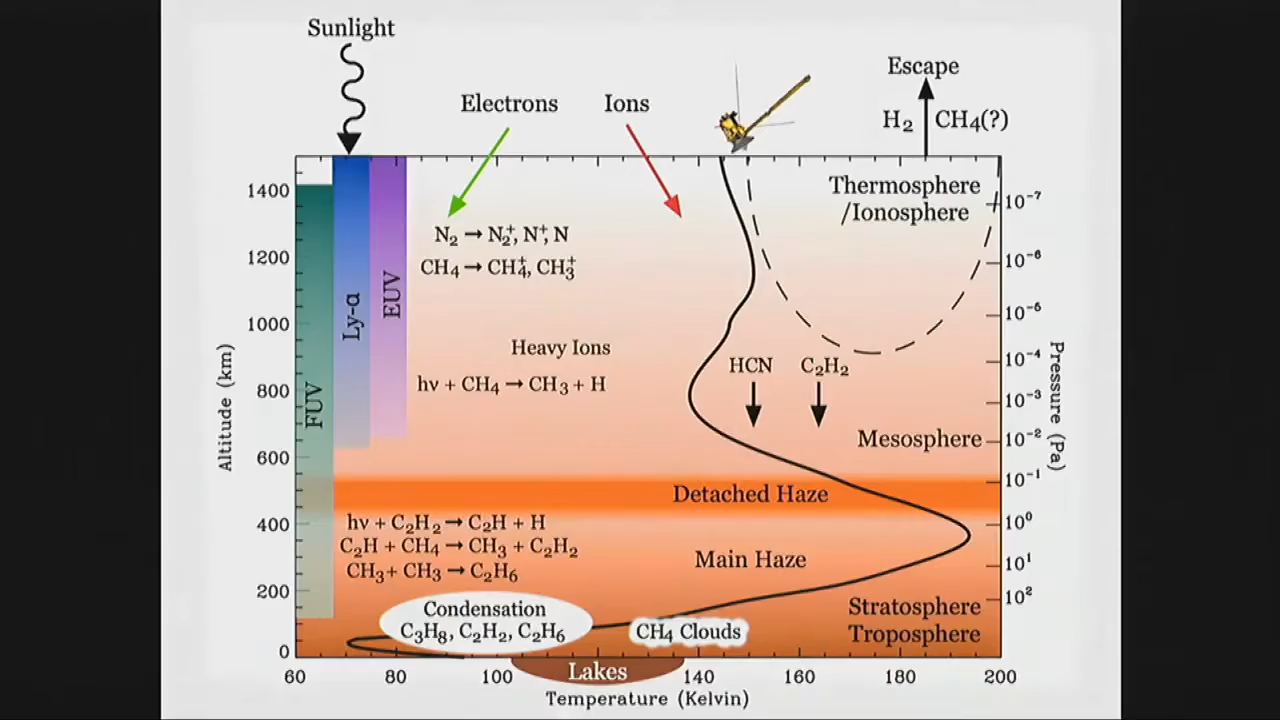 Sunlight
Electrons
Ions
Escape
H₂
CH4(?)
Thermosphere
/Ionosphere
N₂ → N₂⁺, N⁺, N
CH₄ → CH₄⁺, CH₃⁺
FUV
Ly-α
EUV
Heavy Ions
hν + CH₄ → CH₃ + H
HCN
C₂H₂
Mesosphere
Detached Haze
hν + C₂H₂ → C₂H + H
C₂H + CH₄ → CH₃ + C₂H₂
CH₃ + CH₃ → C₂H₆
Main Haze
Stratosphere
Troposphere
Condensation
C₃H₈, C₂H₂, C₂H₆
CH4 Clouds
Lakes
Altitude (km)
1400
1200
1000
800
600
400
200
0
Pressure (Pa)
10⁻⁷
10⁻⁶
10⁻⁶
10⁻⁴
10⁻³
10⁻²
10⁻¹
10⁰
10¹
10²
60 80 100 140 160 180 200
Temperature (Kelvin)